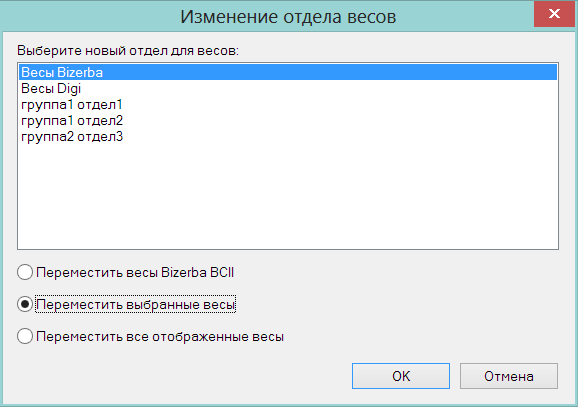 Изменение отдела весов
Выберите новый отдел для весов:
Весы Bizerba
Весы Digi
группа1 отдел1
группа1 отдел2
группа2 отдел3
Переместить весы Bizerba BCII
Переместить выбранные весы
Переместить все отображенные весы
OK Отмена